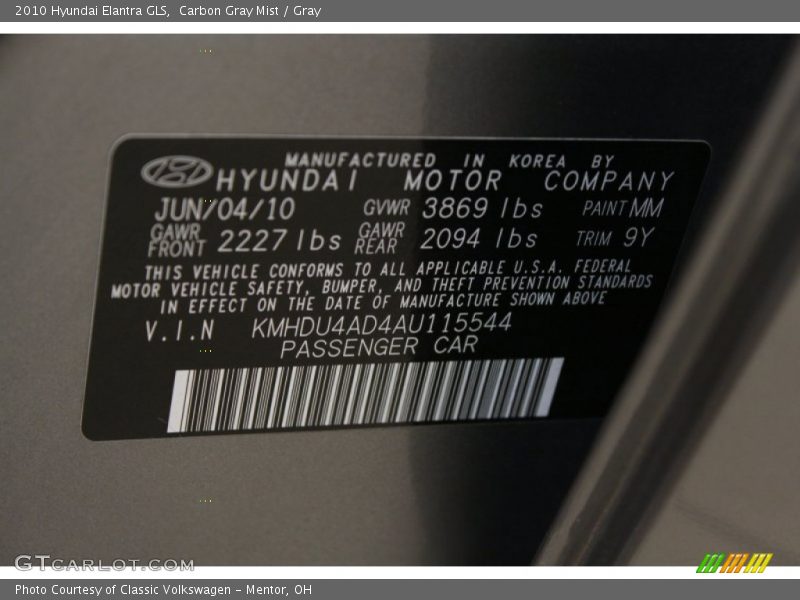 2010 Hyundai Elantra GLS, Carbon Gray Mist / Gray
MANUFACTURED IN KOREA BY
HYUNDAI MOTOR COMPANY
JUN/04/10 GVWR 3869 lbs PAINT MM
GAWR FRONT 2227 lbs GAWR REAR 2094 lbs TRIM 9Y
THIS VEHICLE CONFORMS TO ALL APPLICABLE U.S.A. FEDERAL
MOTOR VEHICLE SAFETY, BUMPER, AND THEFT PREVENTION STANDARDS
IN EFFECT ON THE DATE OF MANUFACTURE SHOWN ABOVE
V.I.N KMHDU4AD4AU115544
PASSENGER CAR
GTCARLOT.COM
Photo Courtesy of Classic Volkswagen - Mentor, OH